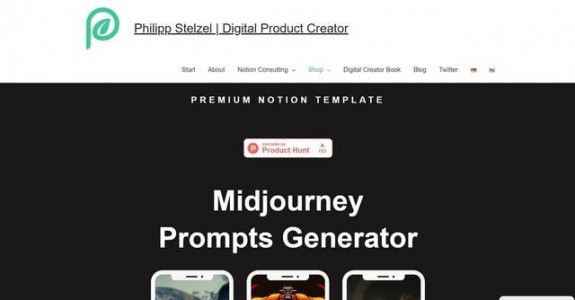 Philipp Stelzel | Digital Product Creator
Start About Notion Consulting Shop Digital Creator Book Blog Twitter
PREMIUM NOTION TEMPLATE
FEATURED ON
Product Hunt
Midjourney
Prompts Generator